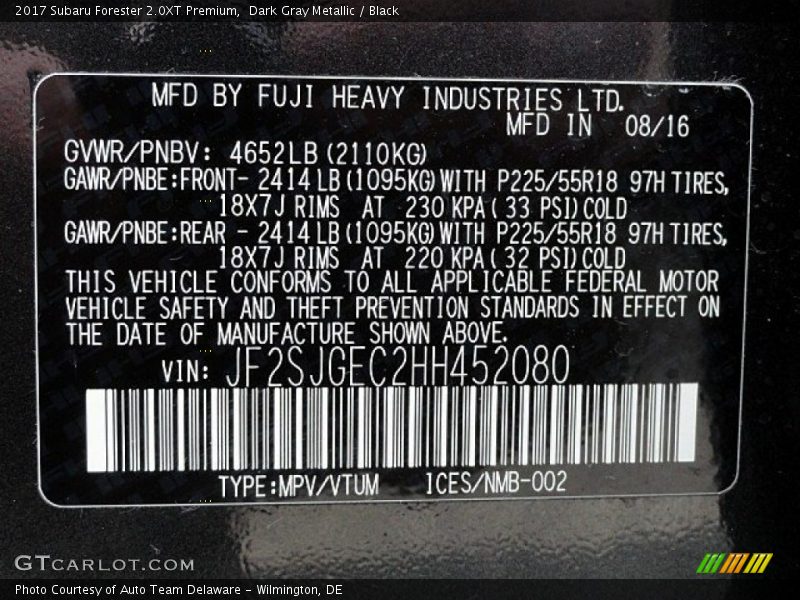 2017 Subaru Forester 2.0XT Premium, Dark Gray Metallic / Black
MFD BY FUJI HEAVY INDUSTRIES LTD.
MFD IN 08/16
GVWR/PNBV: 4652LB (2110KG)
GAWR/PNBE:FRONT- 2414 LB (1095KG) WITH P225/55R18 97H TIRES,
18X7J RIMS AT 230 KPA ( 33 PSI) COLD
GAWR/PNBE:REAR - 2414 LB (1095KG) WITH P225/55R18 97H TIRES,
18X7J RIMS AT 220 KPA ( 32 PSI) COLD
THIS VEHICLE CONFORMS TO ALL APPLICABLE FEDERAL MOTOR
VEHICLE SAFETY AND THEFT PREVENTION STANDARDS IN EFFECT ON
THE DATE OF MANUFACTURE SHOWN ABOVE.
VIN: JF2SJGEC2HH452080
TYPE:MPV/VTUM ICES/NMB-002
GTCARLOT.COM
Photo Courtesy of Auto Team Delaware - Wilmington, DE